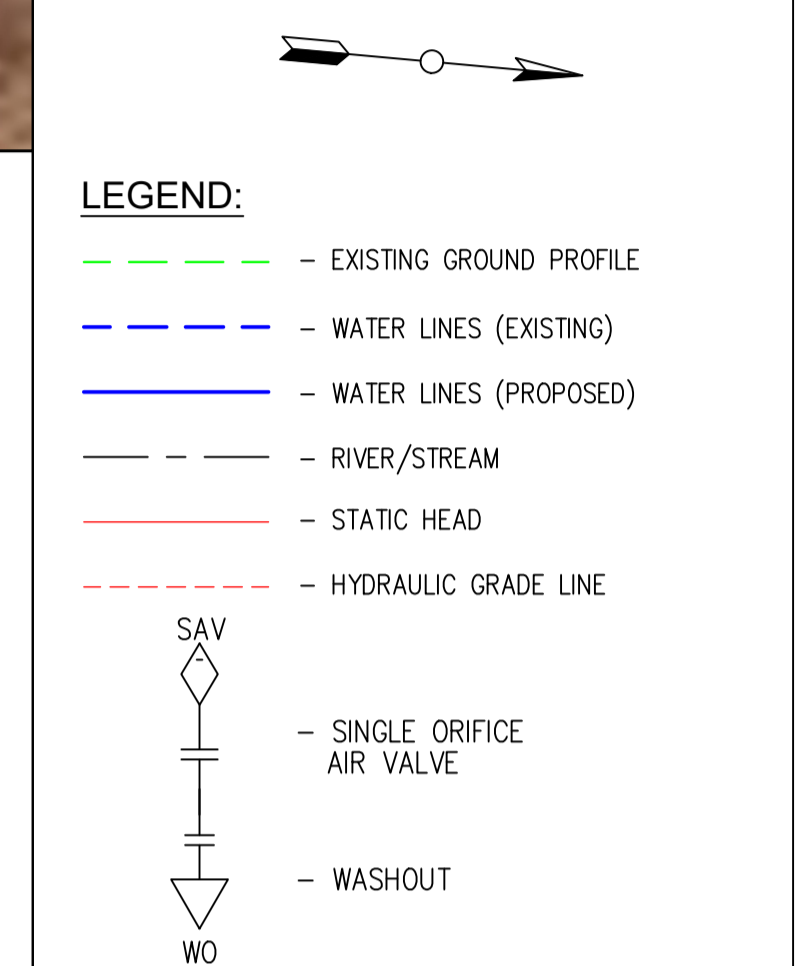 LEGEND:
– EXISTING GROUND PROFILE
– WATER LINES (EXISTING)
– WATER LINES (PROPOSED)
– RIVER/STREAM
– STATIC HEAD
– HYDRAULIC GRADE LINE
SAV
– SINGLE ORIFICE
AIR VALVE
– WASHOUT
WO